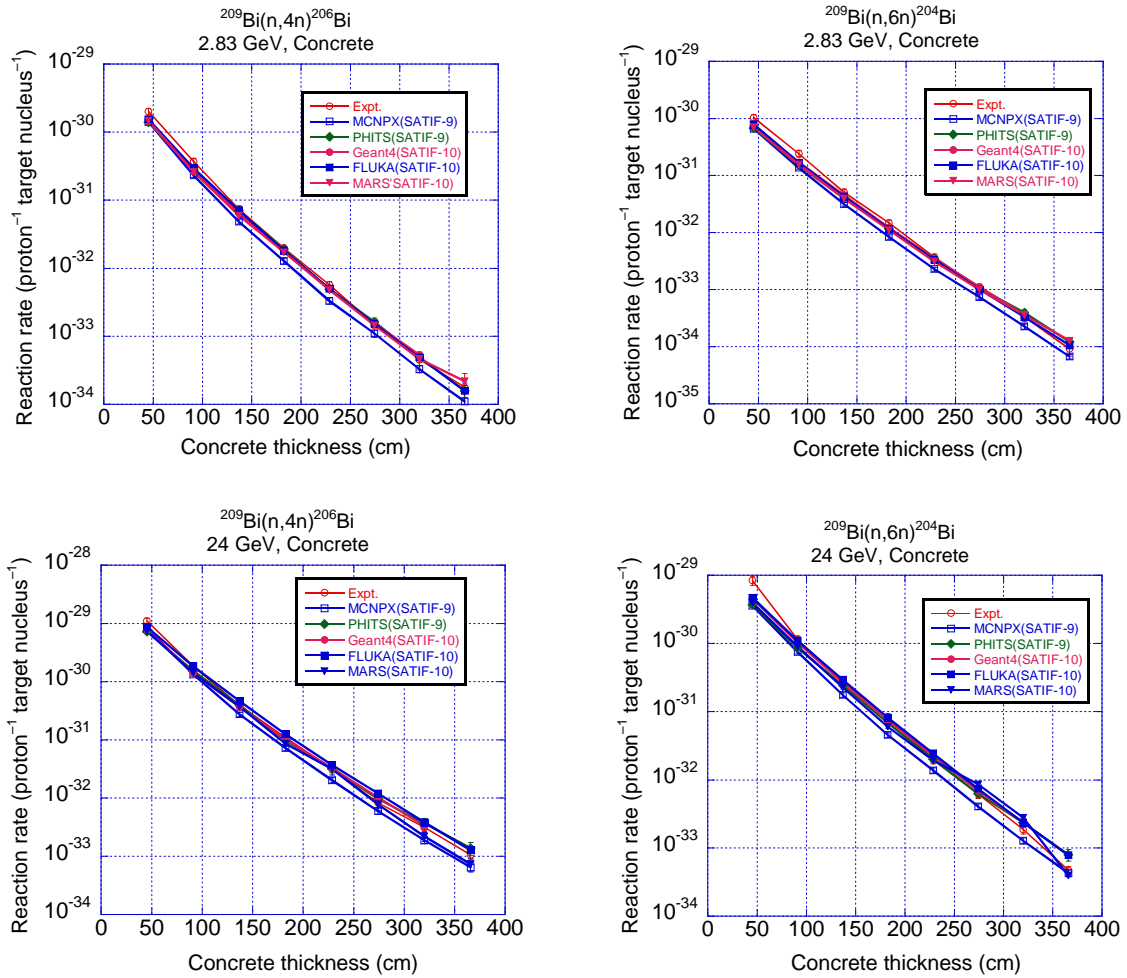 ²⁰⁹Bi(n,4n)²⁰⁶Bi
2.83 GeV, Concrete
Reaction rate (proton⁻¹ target nucleus⁻¹)
10⁻²⁹
10⁻³⁰
10⁻³¹
10⁻³²
10⁻³³
10⁻³⁴
Expt.
MCNPX(SATIF-9)
PHITS(SATIF-9)
Geant4(SATIF-10)
FLUKA(SATIF-10)
MARS'SATIF-10)
0 50 100 150 200 250 300 350 400
Concrete thickness (cm)
²⁰⁹Bi(n,6n)²⁰⁴Bi
2.83 GeV, Concrete
Reaction rate (proton⁻¹ target nucleus⁻¹)
10⁻²⁹
10⁻³⁰
10⁻³¹
10⁻³²
10⁻³³
10⁻³⁴
10⁻³⁵
Expt.
MCNPX(SATIF-9)
PHITS(SATIF-9)
Geant4(SATIF-10)
FLUKA(SATIF-10)
MARS(SATIF-10)
0 50 100 150 200 250 300 350 400
Concrete thickness (cm)
²⁰⁹Bi(n,4n)²⁰⁶Bi
24 GeV, Concrete
Reaction rate (proton⁻¹ target nucleus⁻¹)
10⁻²⁸
10⁻²⁹
10⁻³⁰
10⁻³¹
10⁻³²
10⁻³³
10⁻³⁴
Expt.
MCNPX(SATIF-9)
PHITS(SATIF-9)
Geant4(SATIF-10)
FLUKA(SATIF-10)
MARS(SATIF-10)
0 50 100 150 200 250 300 350 400
Concrete thickness (cm)
²⁰⁹Bi(n,6n)²⁰⁴Bi
24 GeV, Concrete
Reaction rate (proton⁻¹ target nucleus⁻¹)
10⁻²⁹
10⁻³⁰
10⁻³¹
10⁻³²
10⁻³³
10⁻³⁴
Expt.
MCNPX(SATIF-9)
PHITS(SATIF-9)
Geant4(SATIF-10)
FLUKA(SATIF-10)
MARS(SATIF-10)
0 50 100 150 200 250 300 350 400
Concrete thickness (cm)